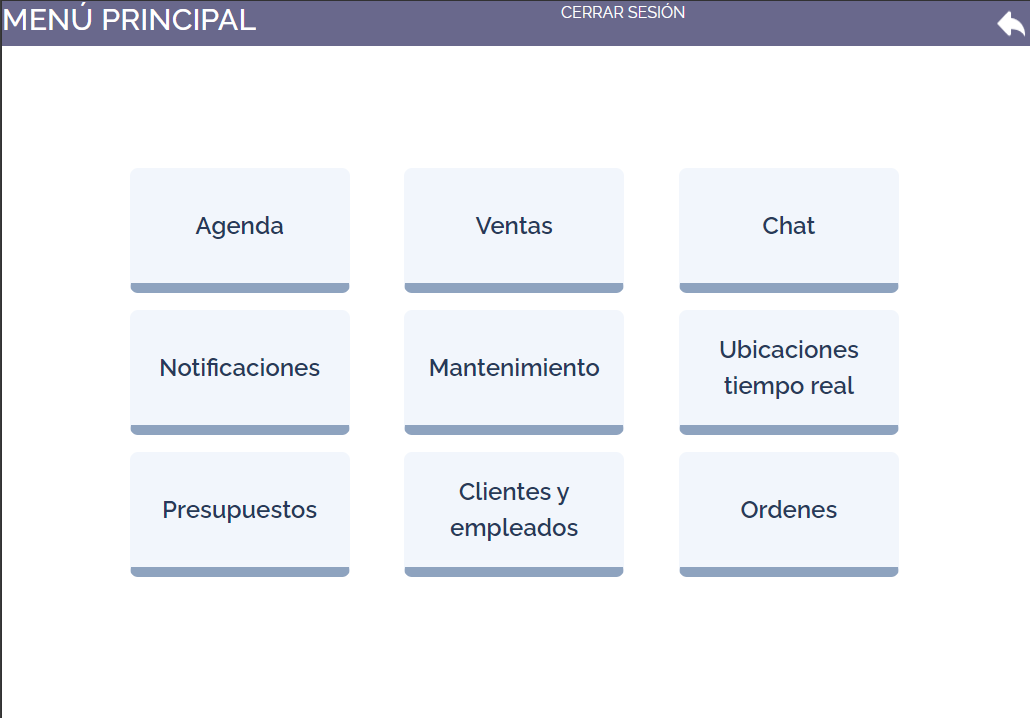 MENÚ PRINCIPAL
CERRAR SESIÓN
Agenda
Ventas
Chat
Notificaciones
Mantenimiento
Ubicaciones
tiempo real
Presupuestos
Clientes y
empleados
Ordenes